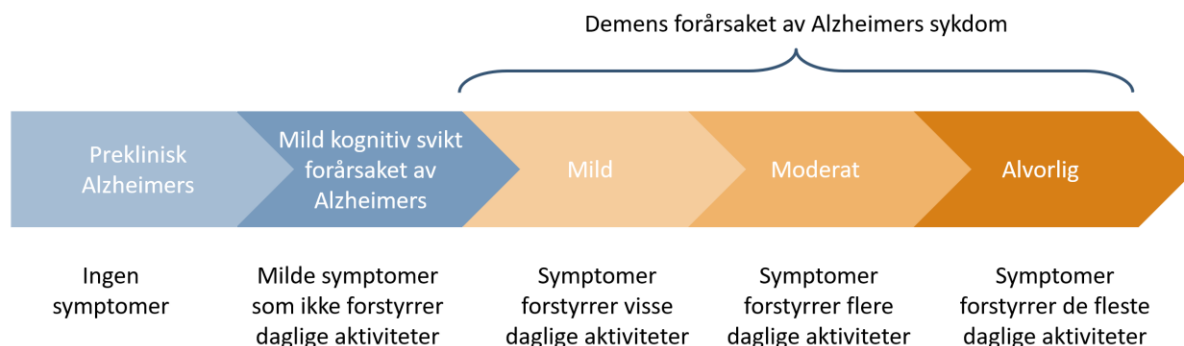 Demens forårsaket av Alzheimers sykdom
Preklinisk
Alzheimers
Mild kognitiv svikt
forårsaket av
Alzheimers
Mild
Moderat
Alvorlig
Ingen
symptomer
Milde symptomer
som ikke forstyrrer
daglige aktiviteter
Symptomer
forstyrrer visse
daglige aktiviteter
Symptomer
forstyrrer flere
daglige aktiviteter
Symptomer
forstyrrer de fleste
daglige aktiviteter